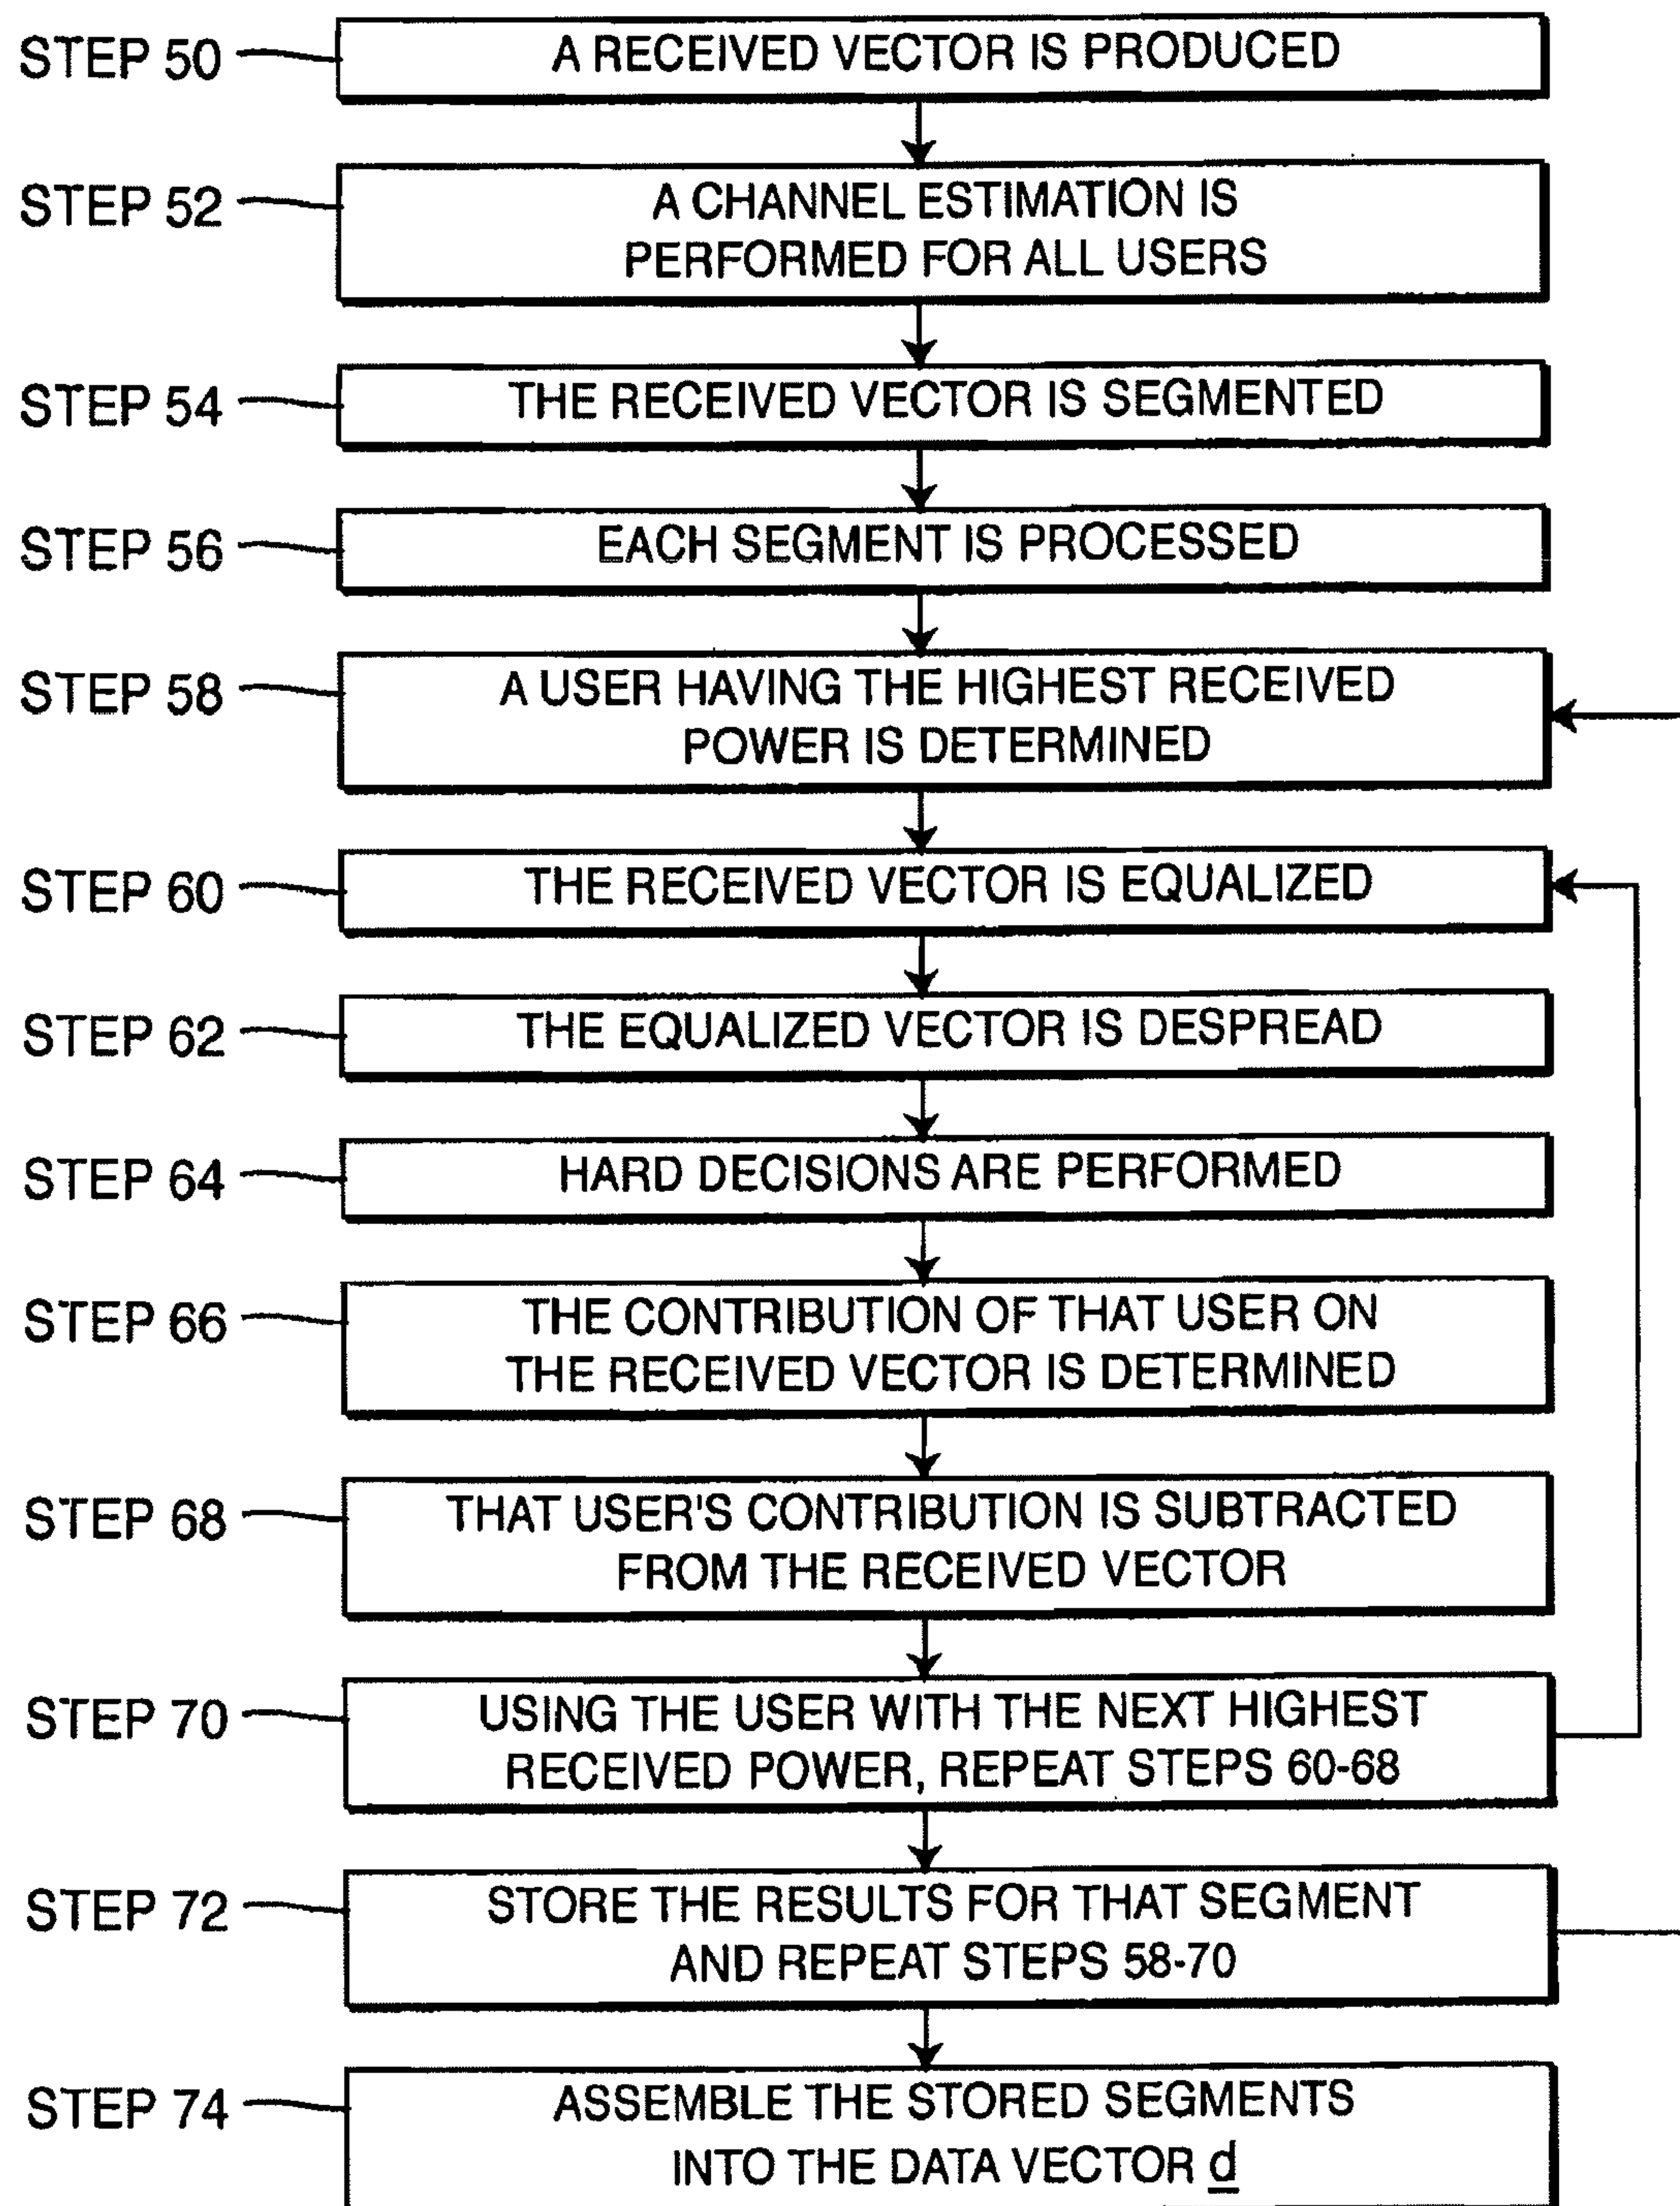 STEP 50
A RECEIVED VECTOR IS PRODUCED
STEP 52
A CHANNEL ESTIMATION IS
PERFORMED FOR ALL USERS
STEP 54
THE RECEIVED VECTOR IS SEGMENTED
STEP 56
EACH SEGMENT IS PROCESSED
STEP 58
A USER HAVING THE HIGHEST RECEIVED
POWER IS DETERMINED
STEP 60
THE RECEIVED VECTOR IS EQUALIZED
STEP 62
THE EQUALIZED VECTOR IS DESPREAD
STEP 64
HARD DECISIONS ARE PERFORMED
STEP 66
THE CONTRIBUTION OF THAT USER ON
THE RECEIVED VECTOR IS DETERMINED
STEP 68
THAT USER'S CONTRIBUTION IS SUBTRACTED
FROM THE RECEIVED VECTOR
STEP 70
USING THE USER WITH THE NEXT HIGHEST
RECEIVED POWER, REPEAT STEPS 60-68
STEP 72
STORE THE RESULTS FOR THAT SEGMENT
AND REPEAT STEPS 58-70
STEP 74
ASSEMBLE THE STORED SEGMENTS
INTO THE DATA VECTOR d